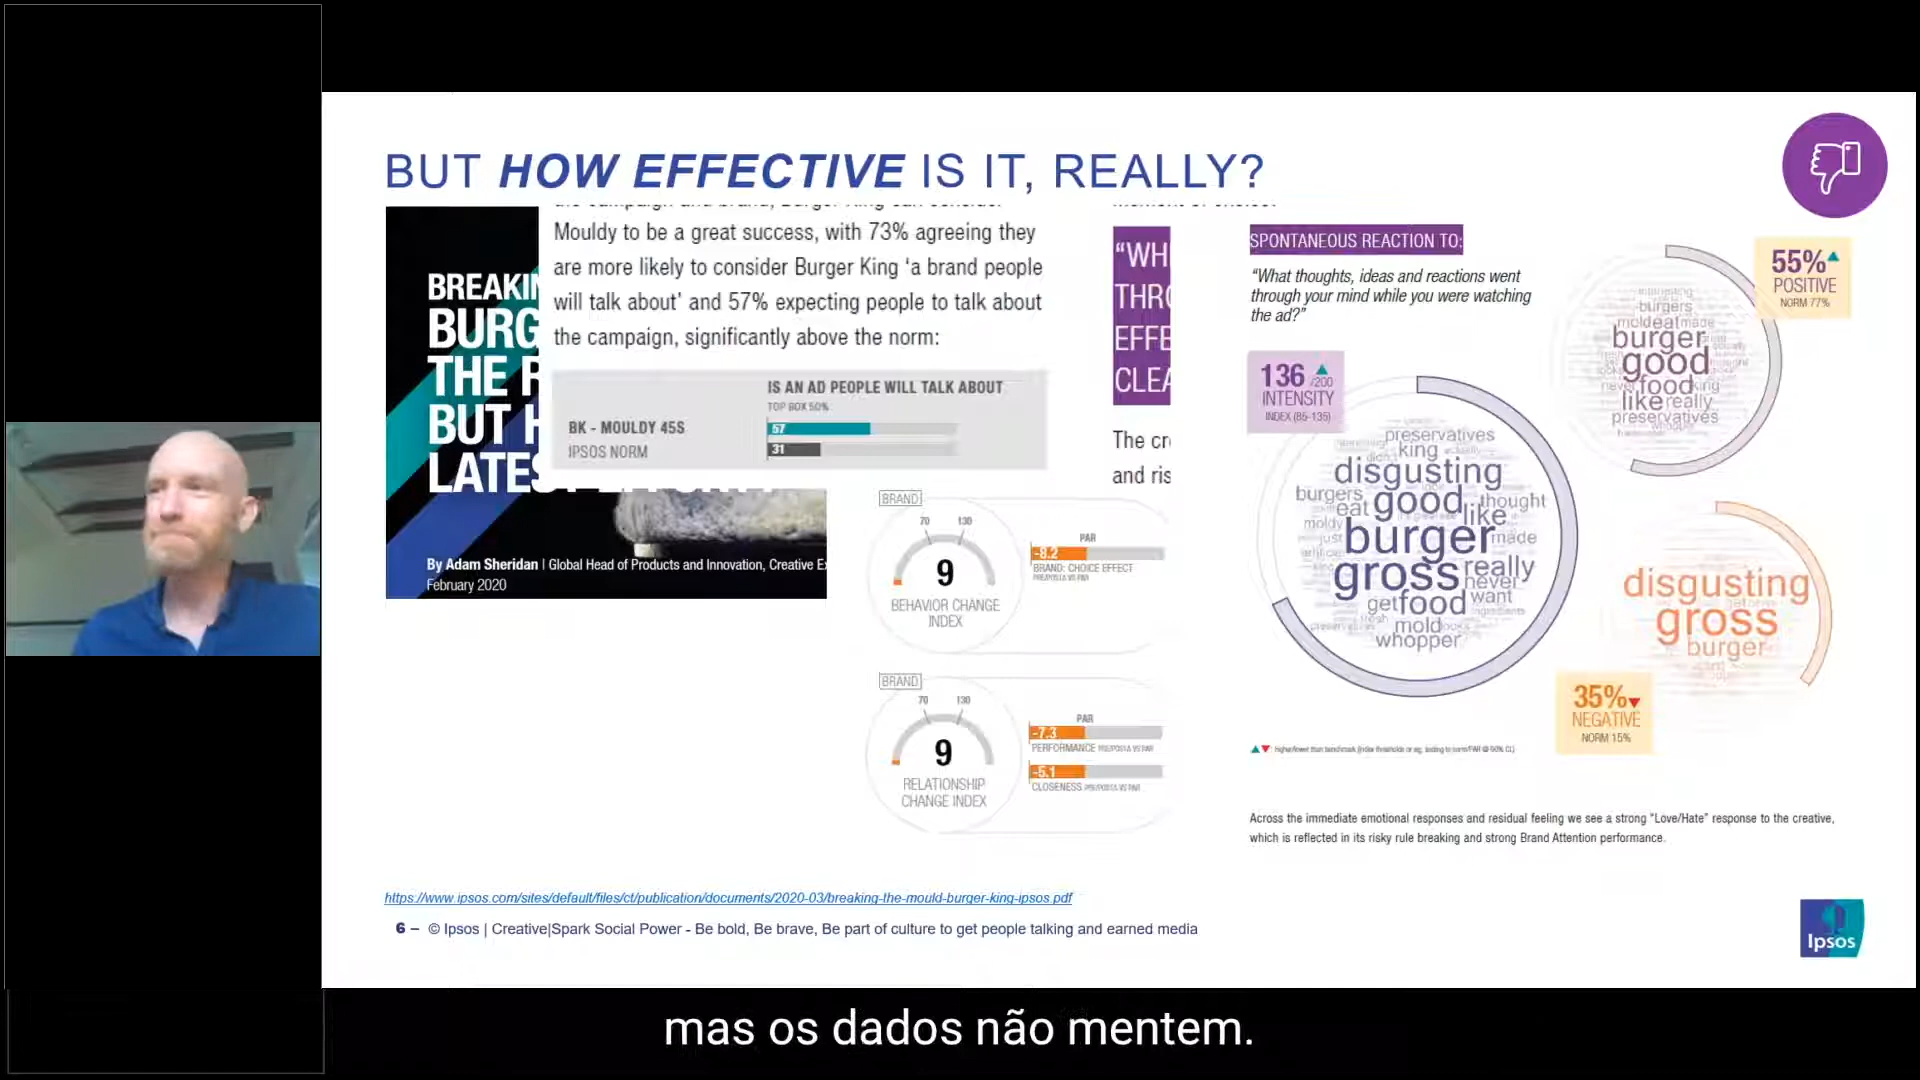 BUT HOW EFFECTIVE IS IT, REALLY?
Mouldy to be a great success, with 73% agreeing they
are more likely to consider Burger King ‘a brand people
will talk about’ and 57% expecting people to talk about
the campaign, significantly above the norm:
IS AN AD PEOPLE WILL TALK ABOUT
TOP BOX 50%
BK - MOULDY 45S
57
IPSOS NORM
31
BREAKIN
BURG
THE
BUT H
LATES
By Adam Sheridan | Global Head of Products and Innovation, Creative Ex
February 2020
“WH
THRO
EFFE
CLEA
The cr
and ris
BRAND
70 130
9
BEHAVIOR CHANGE
INDEX
PAR
-8.2
BRAND: CHOICE EFFECT
BRAND
70 130
9
RELATIONSHIP
CHANGE INDEX
PAR
-7.3
PERFORMANCE
-5.1
CLOSENESS
SPONTANEOUS REACTION TO:
“What thoughts, ideas and reactions went
through your mind while you were watching
the ad?”
136 /200
INTENSITY
INDEX (85-135)
preservatives
king
disgusting
burgers good thought
eat like
moldy
just burger made
gross really
never
get food want
mold
whopper
55%
POSITIVE
NORM 77%
burgers
mold eat made
burger
good
never food king
like really
preservatives
disgusting
gross
burger
35%
NEGATIVE
NORM 15%
Across the immediate emotional responses and residual feeling we see a strong “Love/Hate” response to the creative,
which is reflected in its risky rule breaking and strong Brand Attention performance.
https://www.ipsos.com/sites/default/files/ct/publication/documents/2020-03/breaking-the-mould-burger-king-ipsos.pdf
6 – © Ipsos | Creative|Spark Social Power - Be bold, Be brave, Be part of culture to get people talking and earned media
Ipsos
mas os dados não mentem.